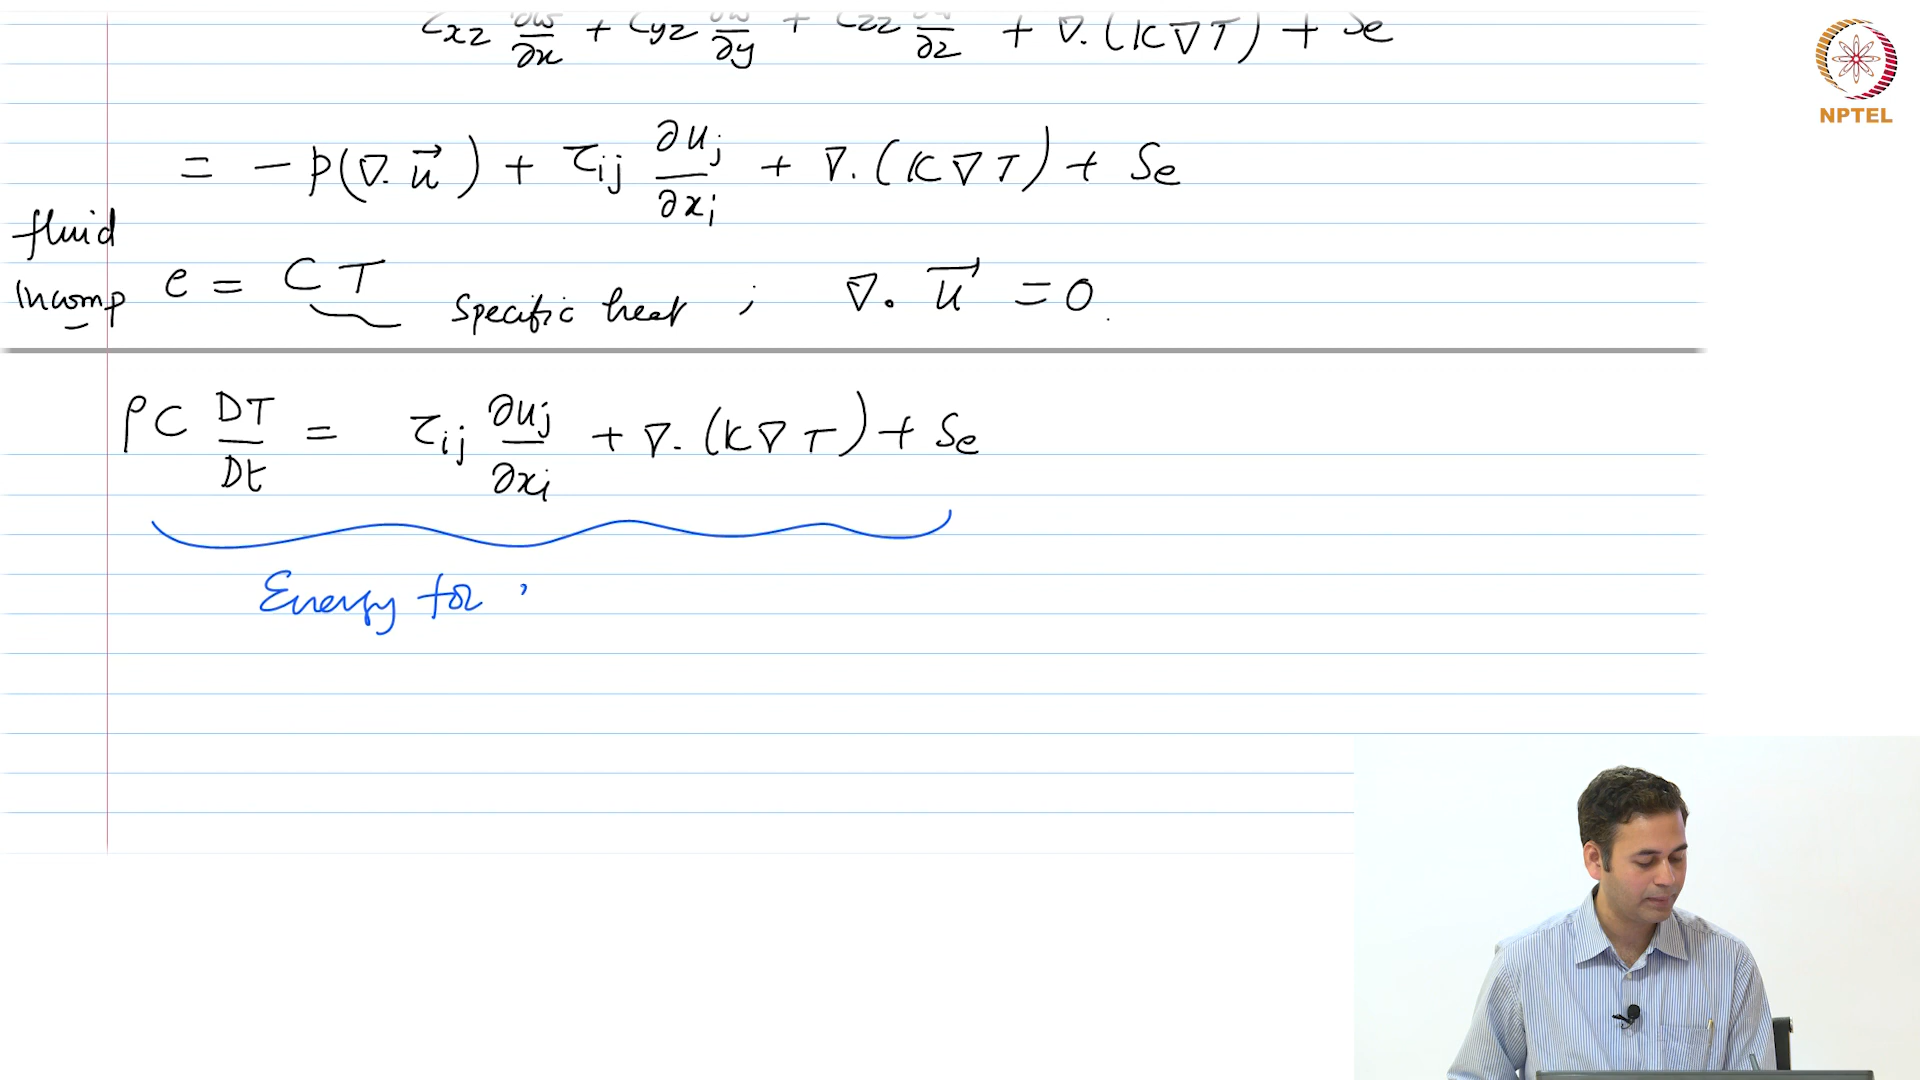 τxz ∂w/∂x + τyz ∂w/∂y + τzz ∂w/∂z + ∇.(K∇T) + Se
NPTEL
= -p(∇.u⃗) + τij ∂uj/∂xi + ∇.(K∇T) + Se
fluid
incomp e = CT specific heat ; ∇.u⃗ = 0.
ρC DT/Dt = τij ∂uj/∂xi + ∇.(K∇T) + Se
Energy for